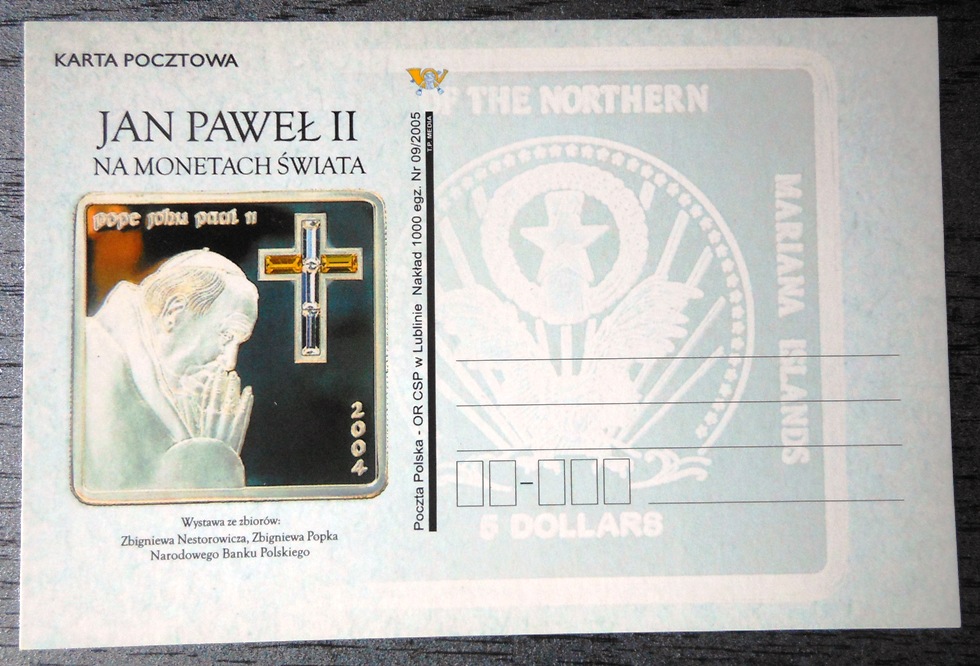 KARTA POCZTOWA
JAN PAWEŁ II
NA MONETACH ŚWIATA
pope john paul II
2004
Wystawa ze zbiorów:
Zbigniewa Nestorowicza, Zbigniewa Popka
Narodowego Banku Polskiego
Poczta Polska - OR CSP w Lublinie Nakład 1000 egz. Nr 09/2005
T.P. MEDIA
OF THE NORTHERN
MARIANA ISLANDS
5 DOLLARS